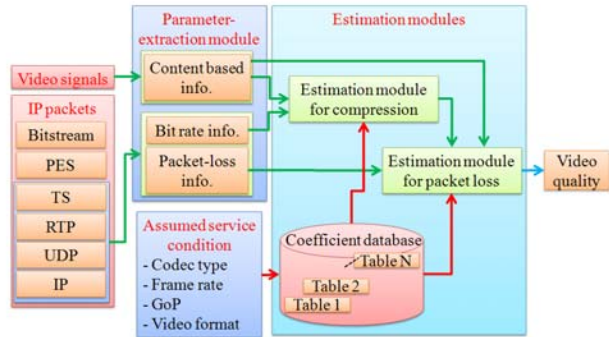 Parameter-
extraction module
Estimation modules
Video signals
Content based
info.
IP packets
Bitstream
PES
TS
RTP
UDP
IP
Bit rate info.
Packet-loss
info.
Estimation module
for compression
Estimation module
for packet loss
Video
quality
Assumed service
condition
- Codec type
- Frame rate
- GoP
- Video format
Coefficient database
Table N
Table 2
Table 1